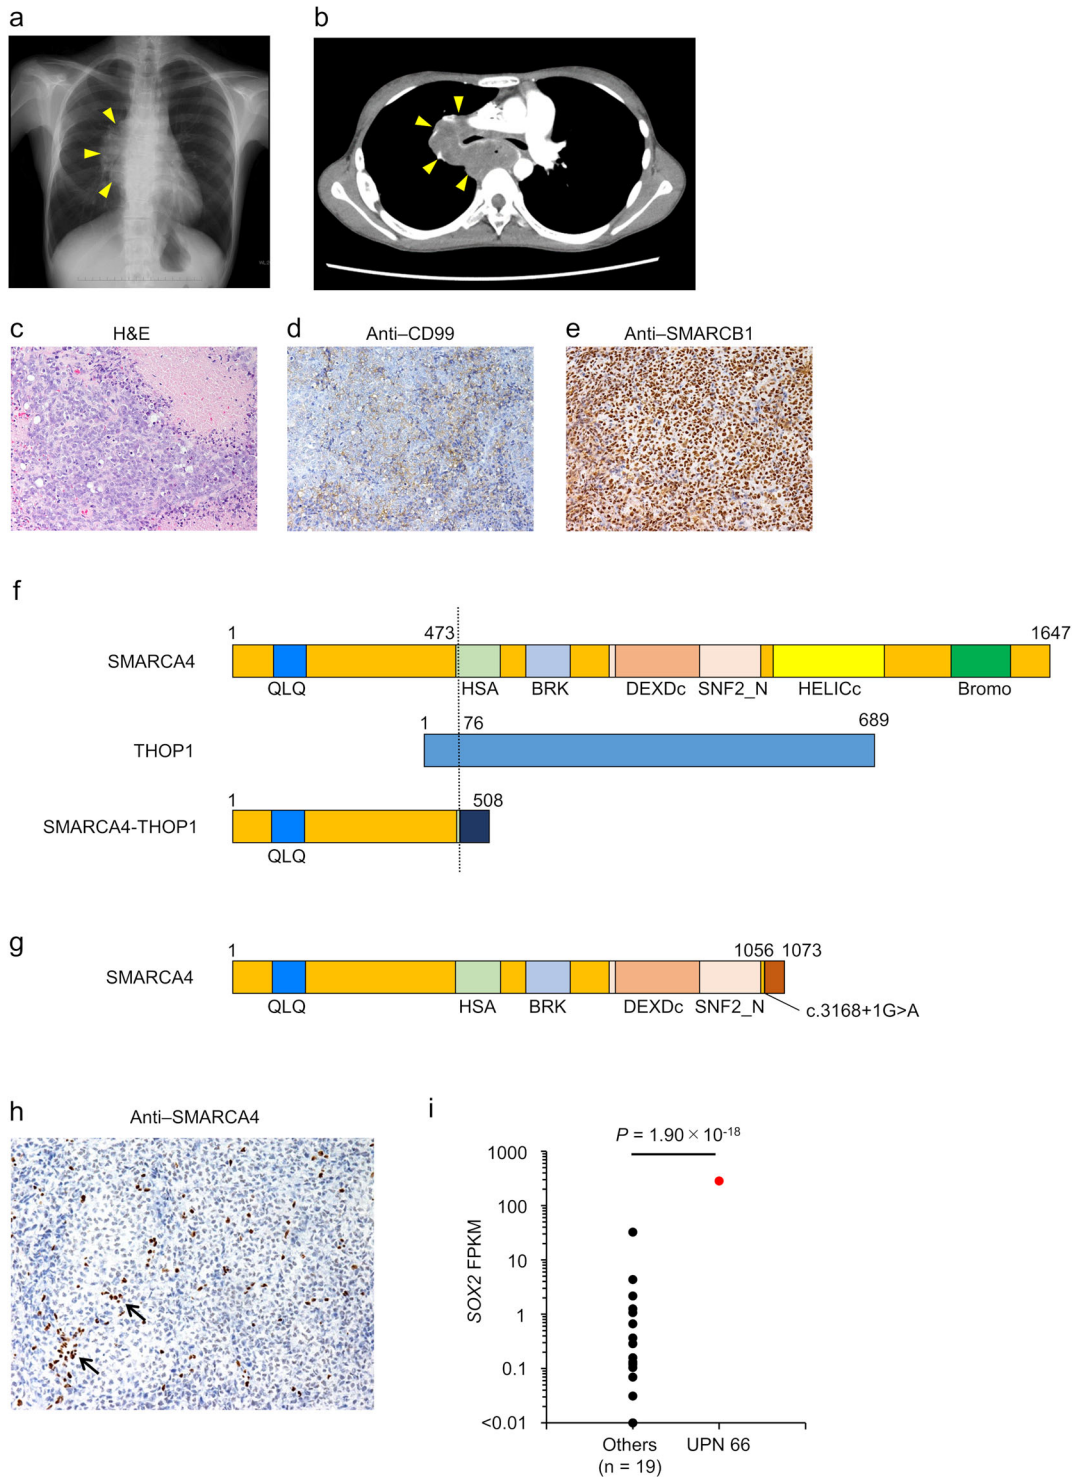 a
b
c
H&E
d
Anti–CD99
e
Anti–SMARCB1
f
1
473
1647
SMARCA4
QLQ
HSA
BRK
DEXDc
SNF2_N
HELICc
Bromo
1
76
689
THOP1
1
508
SMARCA4-THOP1
QLQ
g
1
1056
1073
SMARCA4
QLQ
HSA
BRK
DEXDc
SNF2_N
c.3168+1G>A
h
Anti–SMARCA4
i
P = 1.90 × 10-18
1000
100
10
1
0.1
<0.01
SOX2 FPKM
Others
(n = 19)
UPN 66